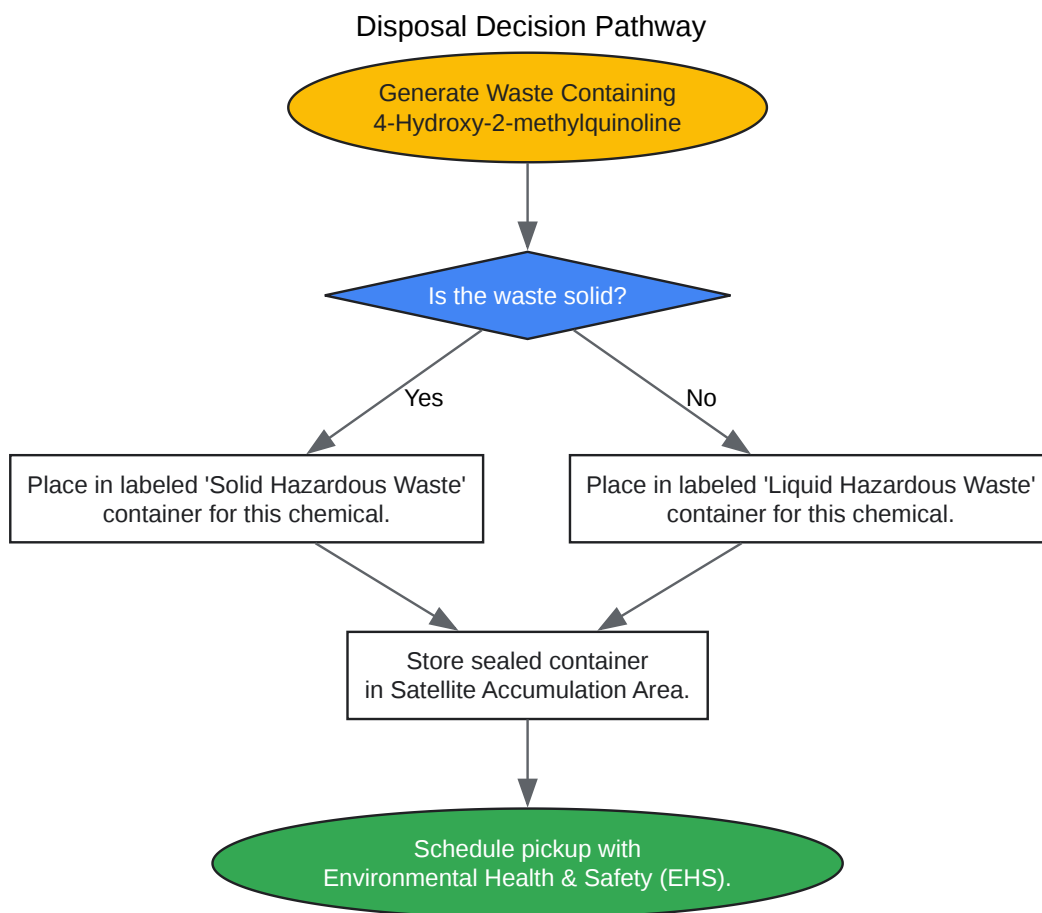 Disposal Decision Pathway
Generate Waste Containing
4-Hydroxy-2-methylquinoline
Is the waste solid?
Yes
No
Place in labeled 'Solid Hazardous Waste'
container for this chemical.
Place in labeled 'Liquid Hazardous Waste'
container for this chemical.
Store sealed container
in Satellite Accumulation Area.
Schedule pickup with
Environmental Health & Safety (EHS).